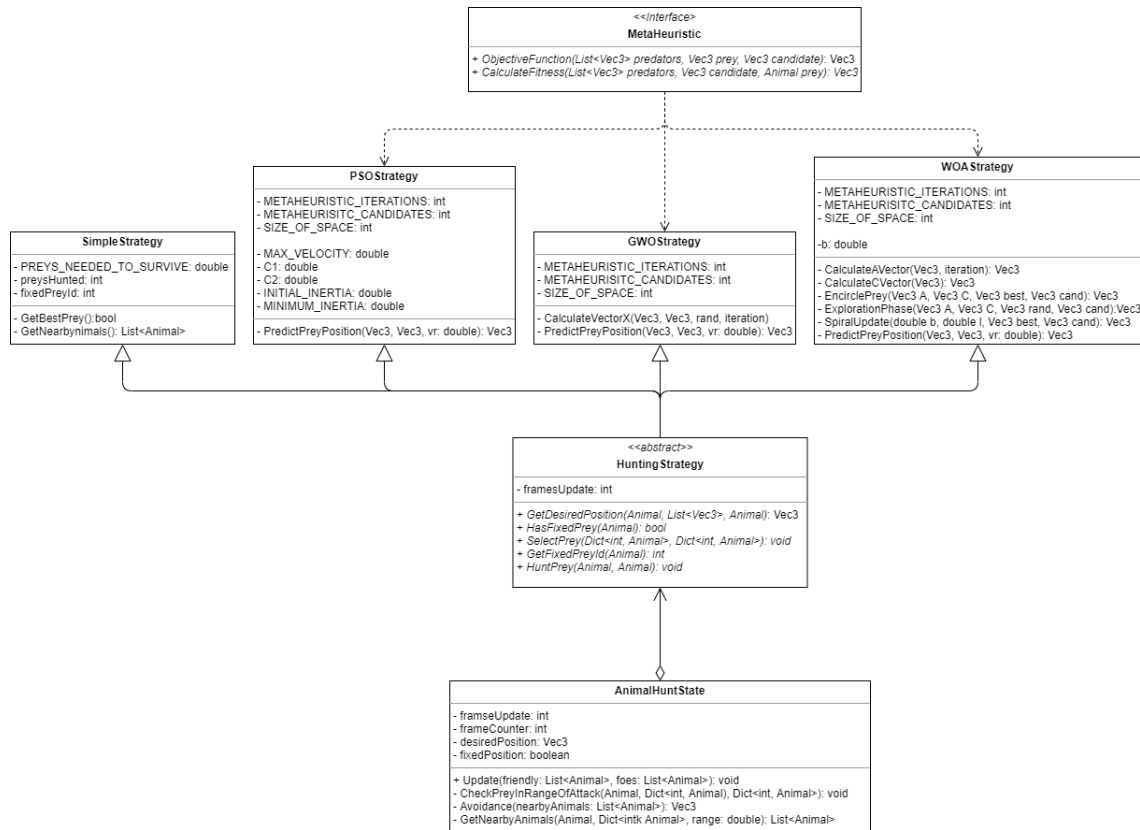 <<interface>
MetaHeuristic
+ ObjectiveFunction(List<Vec3> predators, Vec3 prey, Vec3 candidate): Vec3
+ CalculateFitness(List<Vec3> predators, Vec3 candidate, Animal prey): Vec3
PSOStrategy
- METAHEURISTIC_ITERATIONS: int
- METAHEURISITC_CANDIDATES: int
- SIZE_OF_SPACE: int
- MAX_VELOCITY: double
- C1: double
- C2: double
- INITIAL_INERTIA: double
- MINIMUM_INERTIA: double
- PredictPreyPosition(Vec3, Vec3, vr: double): Vec3
WOAStrategy
- METAHEURISTIC_ITERATIONS: int
- METAHEURISITC_CANDIDATES: int
- SIZE_OF_SPACE: int
-b: double
- CalculateAVector(Vec3, iteration): Vec3
- CalculateCVector(Vec3): Vec3
- EncirclePrey(Vec3 A, Vec3 C, Vec3 best, Vec3 cand): Vec3
- ExplorationPhase(Vec3 A, Vec3 C, Vec3 rand, Vec3 cand):Vec3
- SpiralUpdate(double b, double l, Vec3 best, Vec3 cand): Vec3
- PredictPreyPosition(Vec3, Vec3, vr: double): Vec3
SimpleStrategy
- PREYS_NEEDED_TO_SURVIVE: double
- preysHunted: int
- fixedPreyId: int
- GetBestPrey():bool
- GetNearbynimals(): List<Animal>
GWOStrategy
- METAHEURISTIC_ITERATIONS: int
- METAHEURISITC_CANDIDATES: int
- SIZE_OF_SPACE: int
- CalculateVectorX(Vec3, Vec3, rand, iteration)
- PredictPreyPosition(Vec3, Vec3, vr: double): Vec3
<<abstract>>
HuntingStrategy
- framesUpdate: int
+ GetDesiredPosition(Animal, List<Vec3>, Animal): Vec3
+ HasFixedPrey(Animal): bool
+ SelectPrey(Dict<int, Animal>, Dict<int, Animal>): void
+ GetFixedPreyId(Animal): int
+ HuntPrey(Animal, Animal): void
AnimalHuntState
- framseUpdate: int
- frameCounter: int
- desiredPosition: Vec3
- fixedPosition: boolean
+ Update(friendly: List<Animal>, foes: List<Animal>): void
- CheckPreyInRangeOfAttack(Animal, Dict<int, Animal), Dict<int, Animal>): void
- Avoidance(nearbyAnimals: List<Animal>): Vec3
- GetNearbyAnimals(Animal, Dict<intk Animal>, range: double): List<Animal>